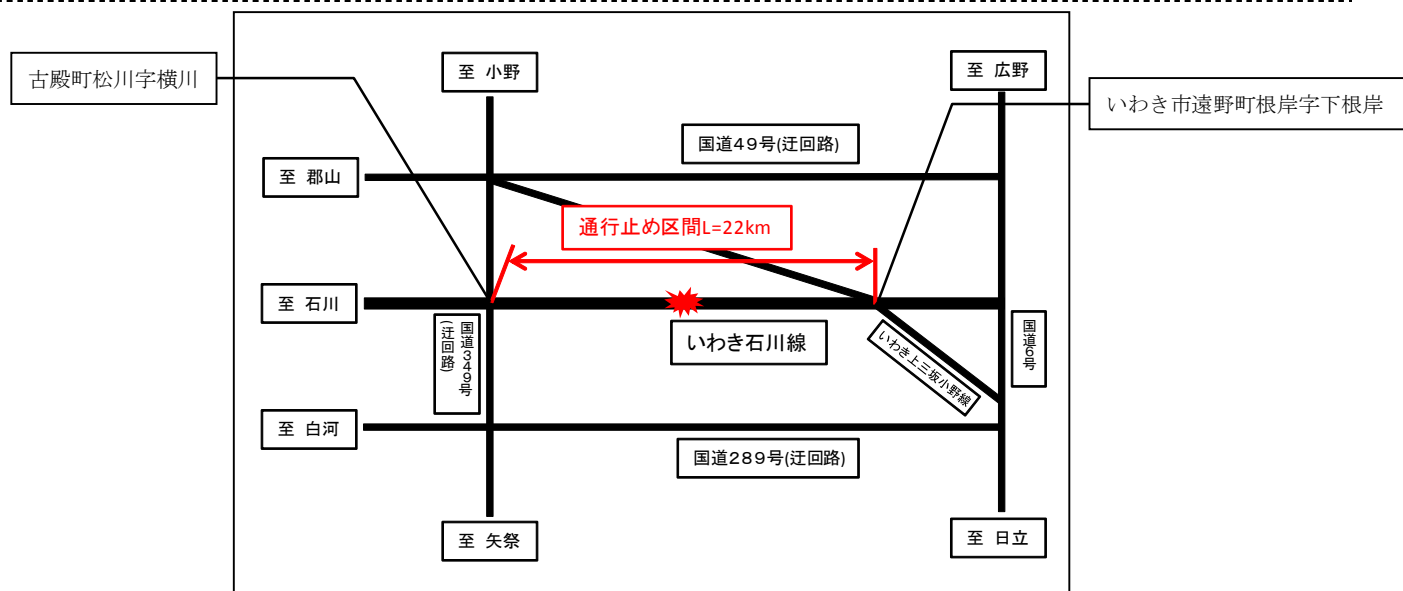 至 小野
至 広野
古殿町松川字横川
いわき市遠野町根岸字下根岸
国道49号(迂回路)
至 郡山
通行止め区間L=22km
至 石川
国道349号
(迂回路)
いわき石川線
いわき上三坂小野線
国道6号
至 白河
国道289号(迂回路)
至 矢祭
至 日立